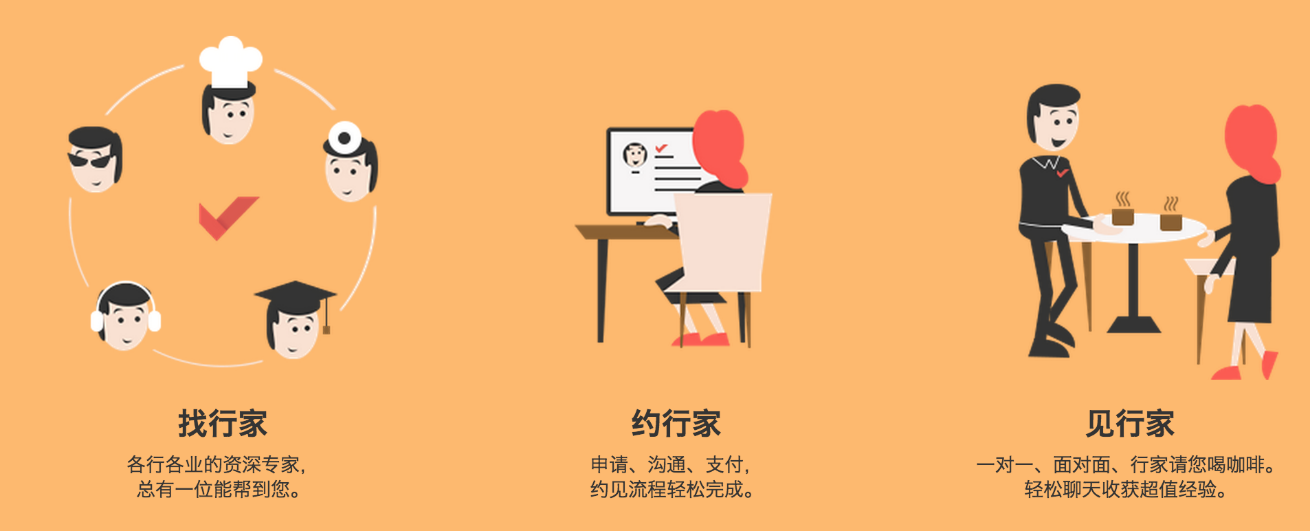 找行家
各行各业的资深专家，
总有一位能帮到您。
约行家
申请、沟通、支付，
约见流程轻松完成。
见行家
一对一、面对面、行家请您喝咖啡。
轻松聊天收获超值经验。